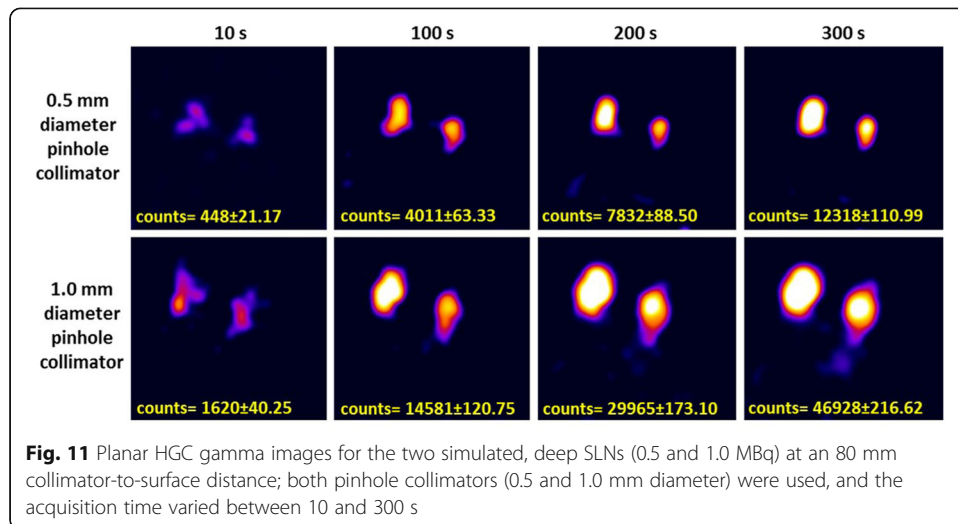 10 s 100 s 200 s 300 s
0.5 mm
diameter
pinhole
collimator
counts= 448±21.17 counts= 4011±63.33 counts= 7832±88.50 counts= 12318±110.99
1.0 mm
diameter
pinhole
collimator
counts= 1620±40.25 counts= 14581±120.75 counts= 29965±173.10 counts= 46928±216.62
Fig. 11 Planar HGC gamma images for the two simulated, deep SLNs (0.5 and 1.0 MBq) at an 80 mm
collimator-to-surface distance; both pinhole collimators (0.5 and 1.0 mm diameter) were used, and the
acquisition time varied between 10 and 300 s